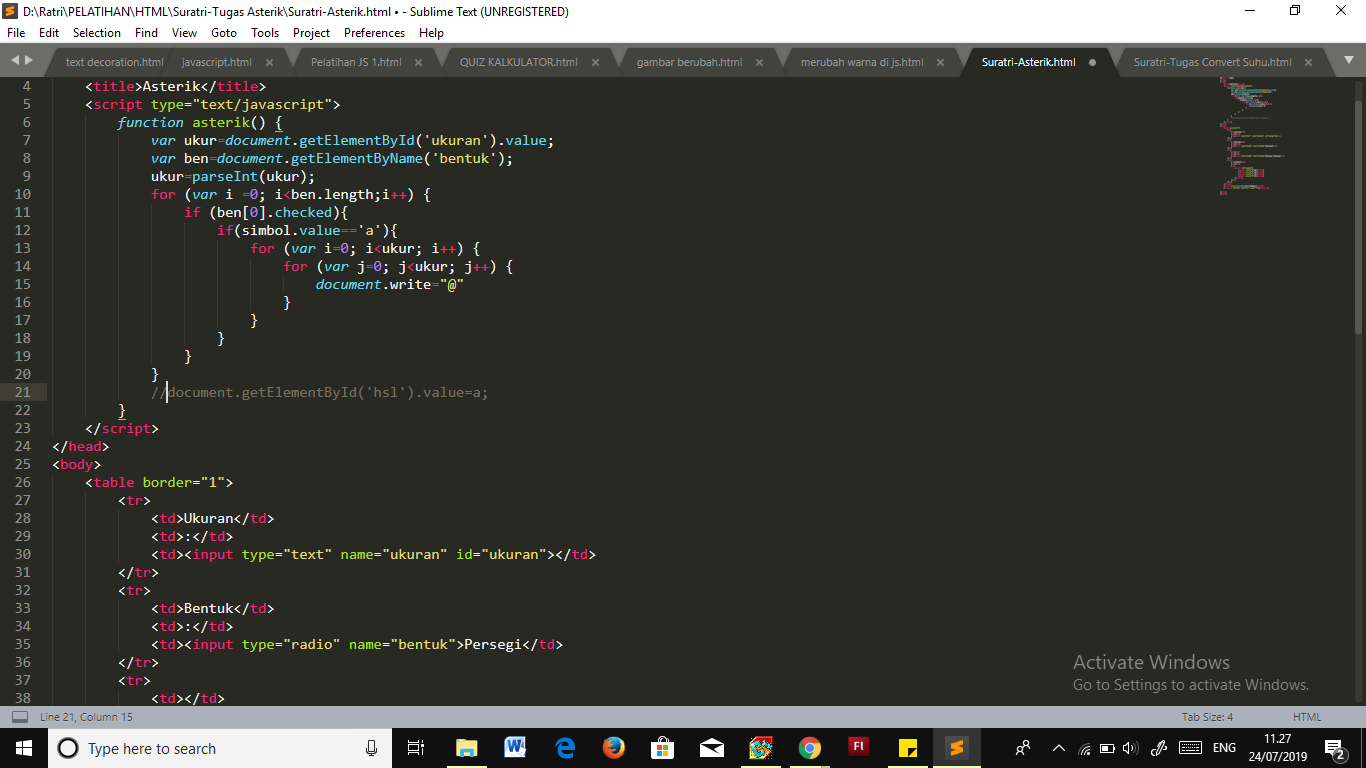 D:\Ratri\PELATIHAN\HTML\Suratri-Tugas Asterik\Suratri-Asterik.html • - Sublime Text (UNREGISTERED)
File Edit Selection Find View Goto Tools Project Preferences Help
text decoration.html javascript.html Pelatihan JS 1.html QUIZ KALKULATOR.html gambar berubah.html merubah warna di js.html Suratri-Asterik.html Suratri-Tugas Convert Suhu.html
4 <title>Asterik</title>
5 <script type="text/javascript">
6 function asterik() {
7 var ukur=document.getElementById('ukuran').value;
8 var ben=document.getElementByName('bentuk');
9 ukur=parseInt(ukur);
10 for (var i =0; i<ben.length;i++) {
11 if (ben[0].checked){
12 if(simbol.value=='a'){
13 for (var i=0; i<ukur; i++) {
14 for (var j=0; j<ukur; j++) {
15 document.write="@"
16 }
17 }
18 }
19 }
20 }
21 //document.getElementById('hsl').value=a;
22 }
23 </script>
24 </head>
25 <body>
26 <table border="1">
27 <tr>
28 <td>Ukuran</td>
29 <td>:</td>
30 <td><input type="text" name="ukuran" id="ukuran"></td>
31 </tr>
32 <tr>
33 <td>Bentuk</td>
34 <td>:</td>
35 <td><input type="radio" name="bentuk">Persegi</td>
36 </tr>
37 <tr>
38 <td></td>
Activate Windows
Go to Settings to activate Windows.
Line 21, Column 15 Tab Size: 4 HTML
Type here to search
ENG
11.27
24/07/2019
2